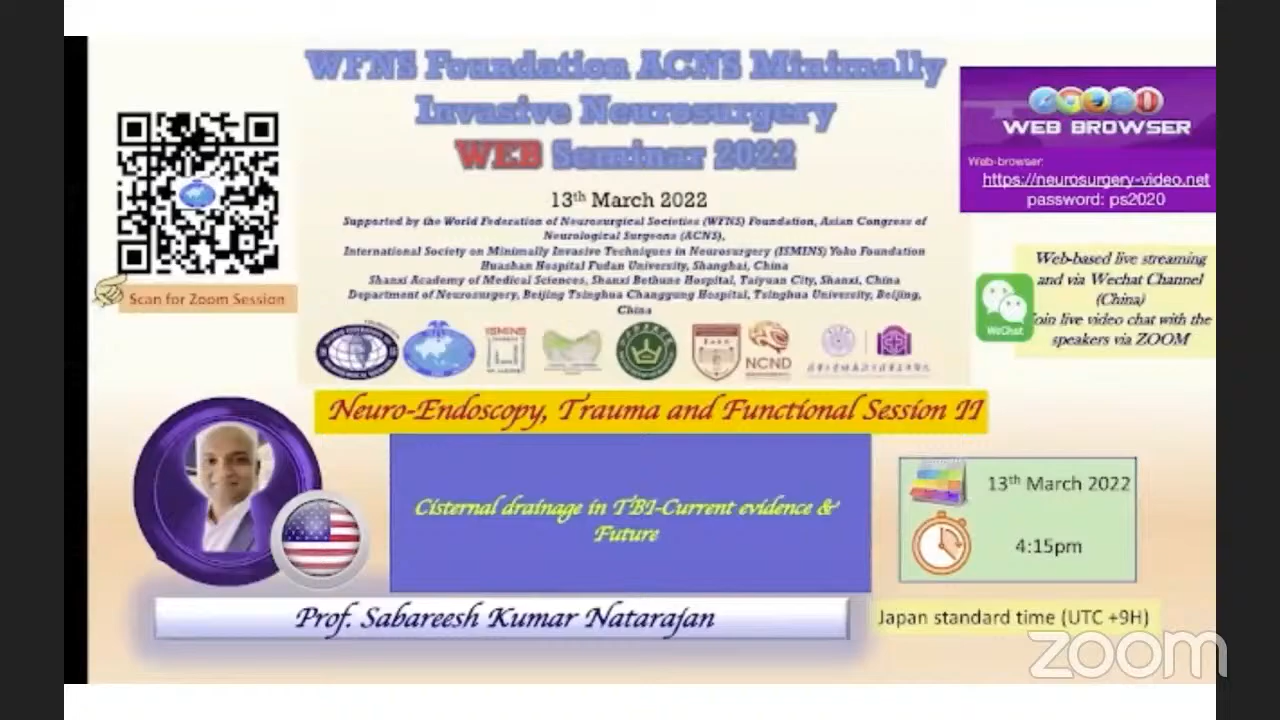 WFNS Foundation ACNS Minimally
Invasive Neurosurgery
WEB Seminar 2022
13th March 2022
Supported by the World Federation of Neurosurgical Societies (WFNS) Foundation, Asian Congress of
Neurological Surgeons (ACNS),
International Society on Minimally Invasive Techniques in Neurosurgery (ISMINS) Yoko Foundation
Huashan Hospital Fudan University, Shanghai, China
Shanxi Academy of Medical Sciences, Shanxi Bethune Hospital, Taiyuan City, Shanxi, China
Department of Neurosurgery, Beijing Tsinghua Changgung Hospital, Tsinghua University, Beijing,
China
Scan for Zoom Session
WEB BROWSER
Web-browser:
https://neurosurgery-video.net
password: ps2020
Web-based live streaming
and via Wechat Channel
(China)
Join live video chat with the
speakers via ZOOM
WeChat
ISMINS
NCND
Neuro-Endoscopy, Trauma and Functional Session II
Cisternal drainage in TBI-Current evidence &
Future
13th March 2022
4:15pm
Prof. Sabareesh Kumar Natarajan
Japan standard time (UTC +9H)
zoom